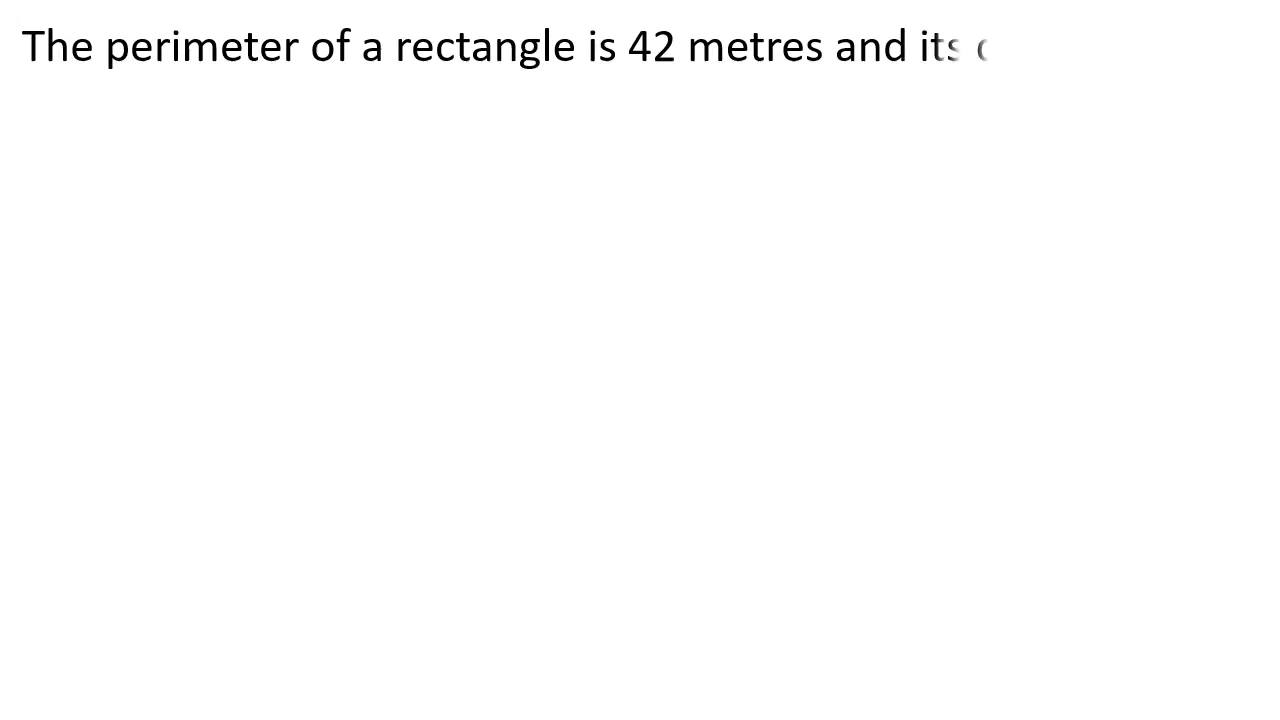 The perimeter of a rectangle is 42 metres and its